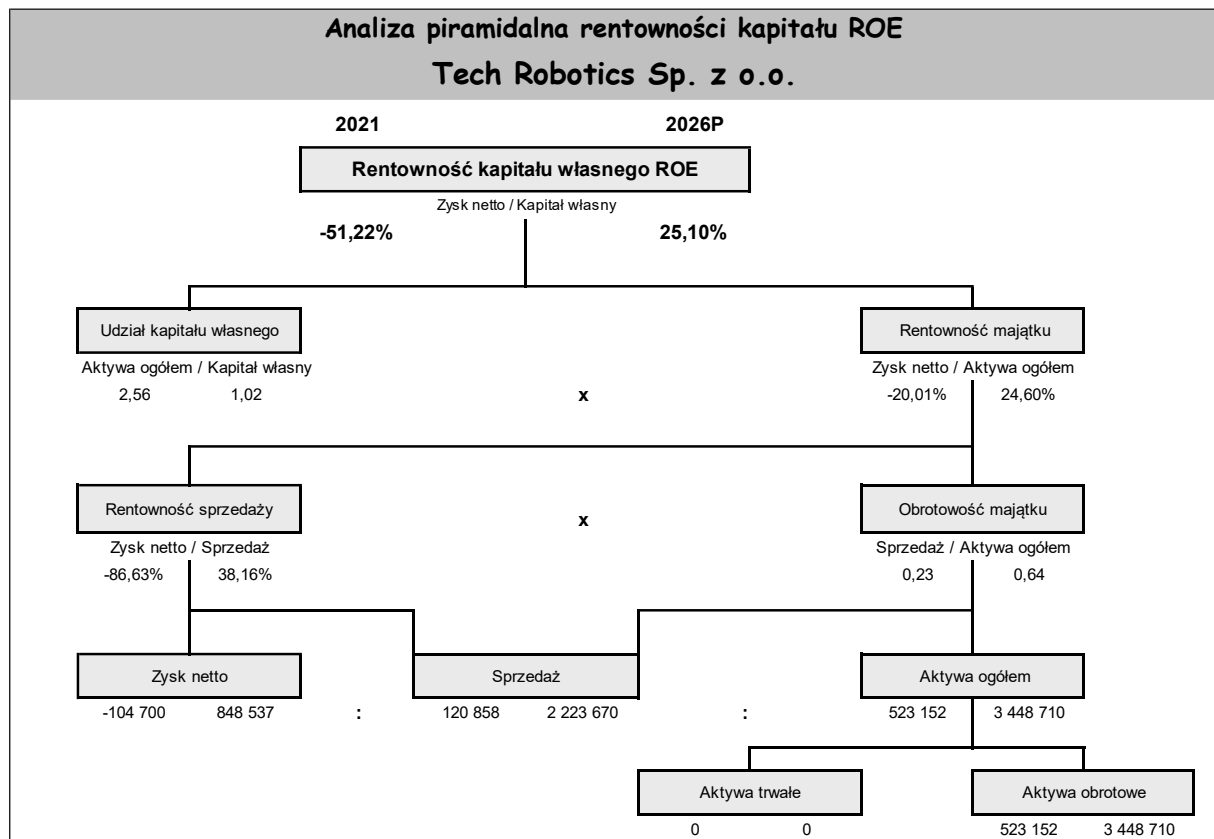 Analiza piramidalna rentowności kapitału ROE
Tech Robotics Sp. z o.o.
2021 2026P
Rentowność kapitału własnego ROE
Zysk netto / Kapitał własny
-51,22% 25,10%
Udział kapitału własnego Rentowność majątku
Aktywa ogółem / Kapitał własny Zysk netto / Aktywa ogółem
2,56 1,02 x -20,01% 24,60%
Rentowność sprzedaży x Obrotowość majątku
Zysk netto / Sprzedaż Sprzedaż / Aktywa ogółem
-86,63% 38,16% 0,23 0,64
Zysk netto Sprzedaż Aktywa ogółem
-104 700 848 537 : 120 858 2 223 670 : 523 152 3 448 710
Aktywa trwałe Aktywa obrotowe
0 0 523 152 3 448 710